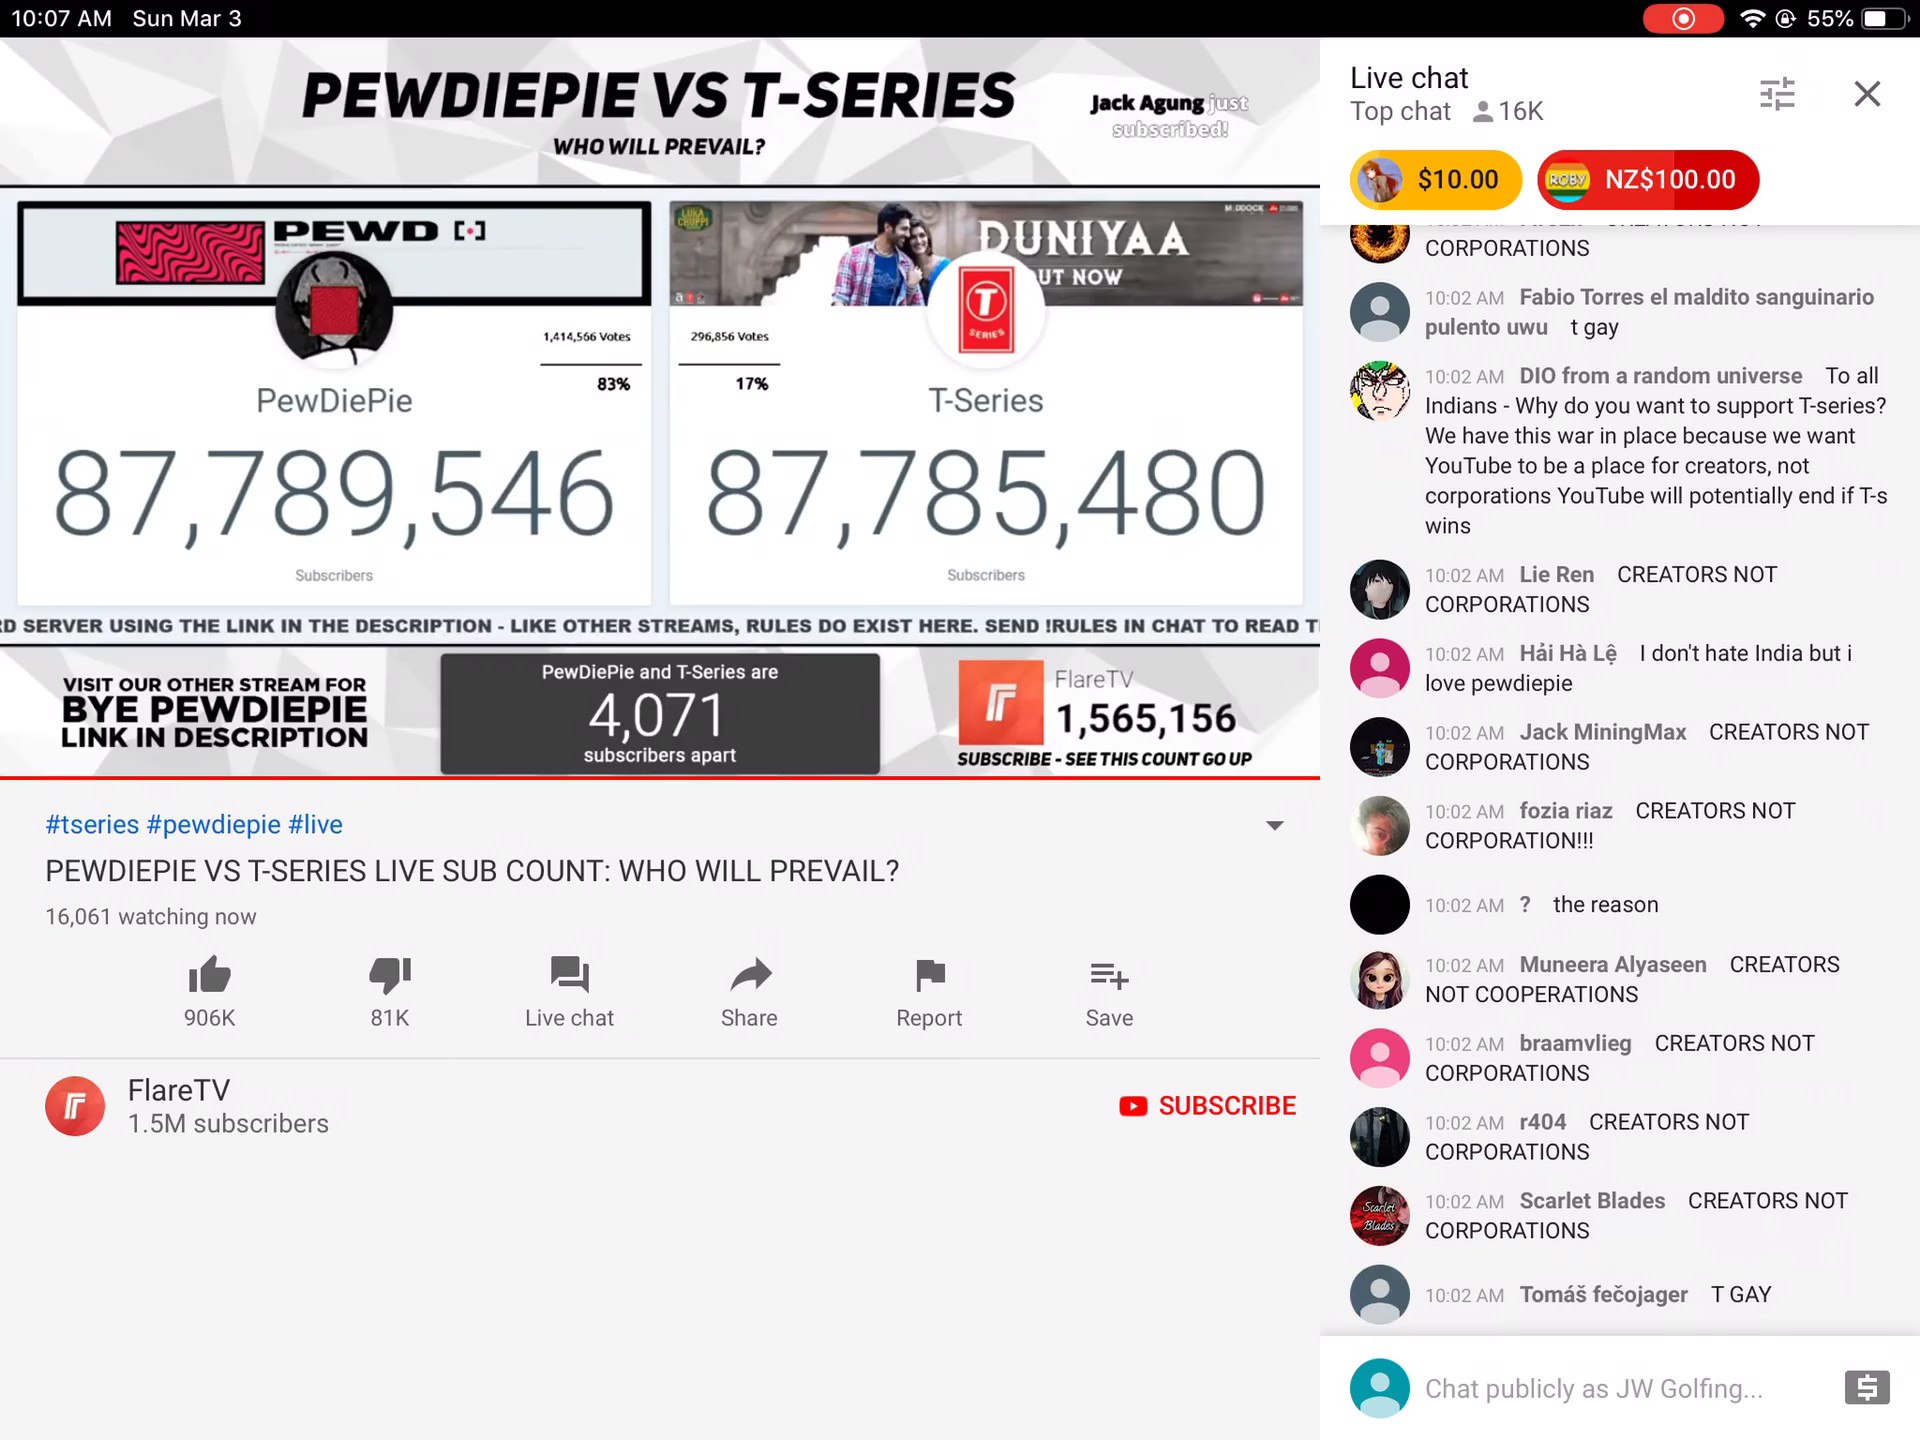 10:07 AM Sun Mar 3
55%
PEWDIEPIE VS T-SERIES
WHO WILL PREVAIL?
Jack Agung just
subscribed!
PEWD
1,414,566 Votes
83%
PewDiePie
87,789,546
Subscribers
LUKA
CHUPPI
MADDOCK
DUNIYAA
OUT NOW
T
SERIES
296,856 Votes
17%
T-Series
87,785,480
Subscribers
RD SERVER USING THE LINK IN THE DESCRIPTION - LIKE OTHER STREAMS, RULES DO EXIST HERE. SEND !RULES IN CHAT TO READ T
VISIT OUR OTHER STREAM FOR
BYE PEWDIEPIE
LINK IN DESCRIPTION
PewDiePie and T-Series are
4,071
subscribers apart
FlareTV
1,565,156
SUBSCRIBE - SEE THIS COUNT GO UP
#tseries #pewdiepie #live
PEWDIEPIE VS T-SERIES LIVE SUB COUNT: WHO WILL PREVAIL?
16,061 watching now
906K
81K
Live chat
Share
Report
Save
FlareTV
1.5M subscribers
SUBSCRIBE
Live chat
Top chat 16K
$10.00
ROBY
NZ$100.00
CORPORATIONS
10:02 AM Fabio Torres el maldito sanguinario
pulento uwu t gay
10:02 AM DIO from a random universe To all
Indians - Why do you want to support T-series?
We have this war in place because we want
YouTube to be a place for creators, not
corporations YouTube will potentially end if T-s
wins
10:02 AM Lie Ren CREATORS NOT
CORPORATIONS
10:02 AM Hải Hà Lệ I don't hate India but i
love pewdiepie
10:02 AM Jack MiningMax CREATORS NOT
CORPORATIONS
10:02 AM fozia riaz CREATORS NOT
CORPORATION!!!
10:02 AM ? the reason
10:02 AM Muneera Alyaseen CREATORS
NOT COOPERATIONS
10:02 AM braamvlieg CREATORS NOT
CORPORATIONS
10:02 AM r404 CREATORS NOT
CORPORATIONS
Scarlet
Blades
10:02 AM Scarlet Blades CREATORS NOT
CORPORATIONS
10:02 AM Tomáš fečojager T GAY
Chat publicly as JW Golfing...